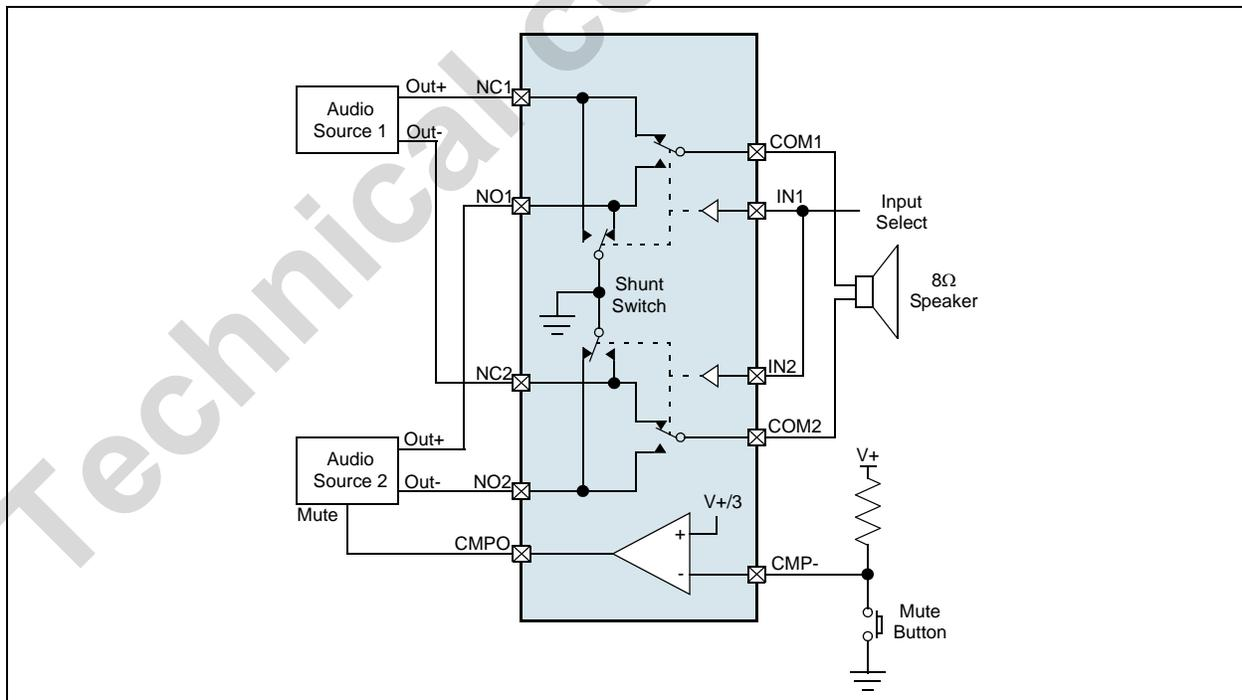 Technical co
Audio
Source 1
Out+
Out-
NC1
NO1
COM1
IN1
Input
Select
Shunt
Switch
8Ω
Speaker
NC2
IN2
COM2
Audio
Source 2
Out+
Out-
Mute
NO2
CMPO
V+/3
+
-
CMP-
V+
Mute
Button